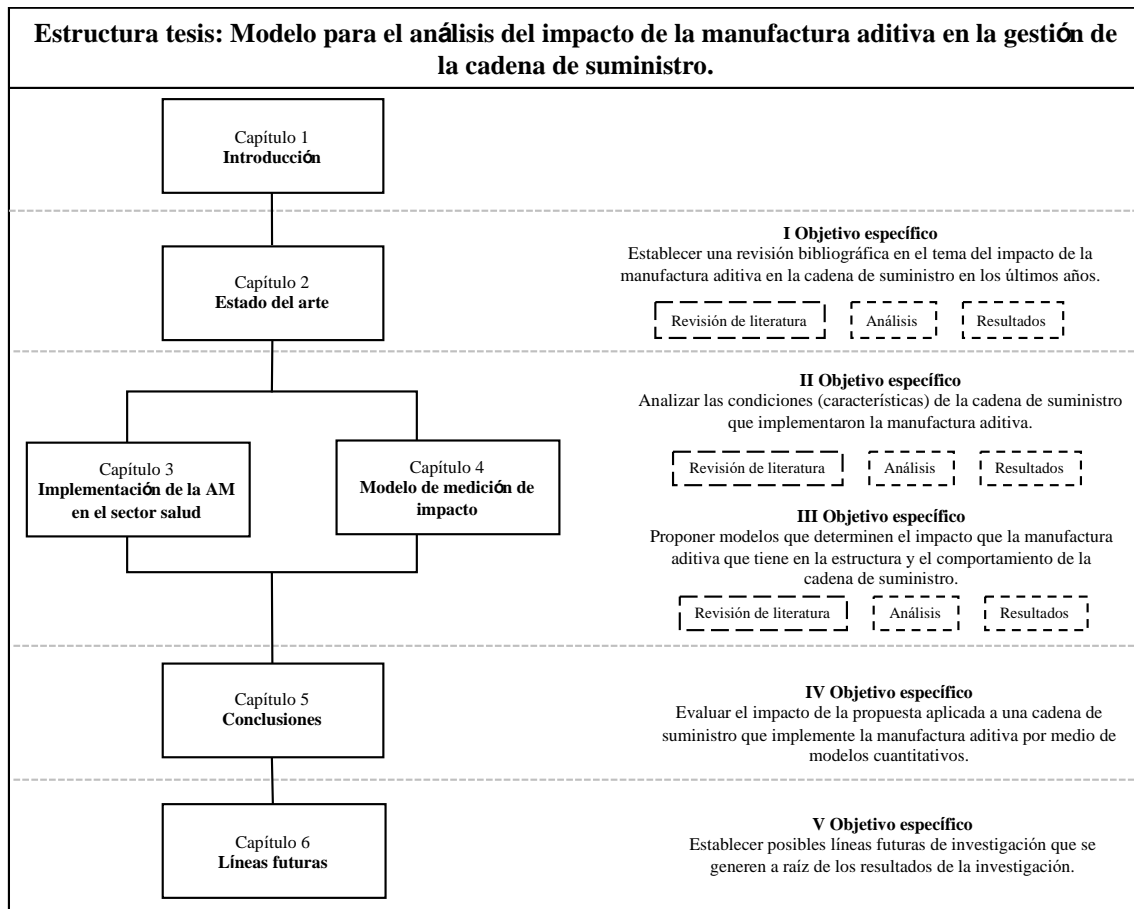 Estructura tesis: Modelo para el análisis del impacto de la manufactura aditiva en la gestión de
la cadena de suministro.
Capítulo 1
Introducción
Capítulo 2
Estado del arte
I Objetivo específico
Establecer una revisión bibliográfica en el tema del impacto de la
manufactura aditiva en la cadena de suministro en los últimos años.
Revisión de literatura
Análisis
Resultados
Capítulo 3
Implementación de la AM
en el sector salud
Capítulo 4
Modelo de medición de
impacto
II Objetivo específico
Analizar las condiciones (características) de la cadena de suministro
que implementaron la manufactura aditiva.
Revisión de literatura
Análisis
Resultados
III Objetivo específico
Proponer modelos que determinen el impacto que la manufactura
aditiva que tiene en la estructura y el comportamiento de la
cadena de suministro.
Revisión de literatura
Análisis
Resultados
Capítulo 5
Conclusiones
IV Objetivo específico
Evaluar el impacto de la propuesta aplicada a una cadena de
suministro que implemente la manufactura aditiva por medio de
modelos cuantitativos.
Capítulo 6
Líneas futuras
V Objetivo específico
Establecer posibles líneas futuras de investigación que se
generen a raíz de los resultados de la investigación.